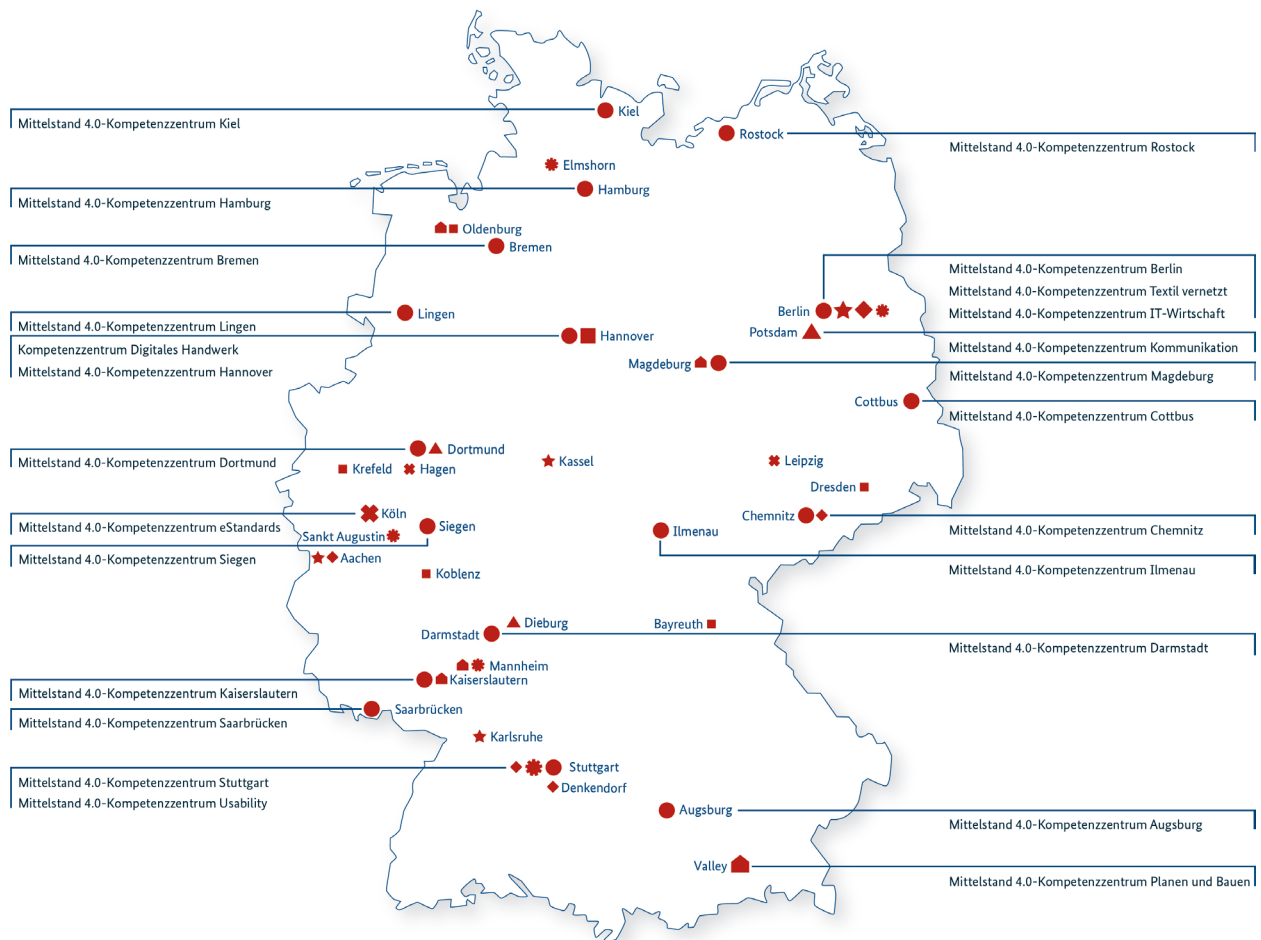 Kiel
Mittelstand 4.0-Kompetenzzentrum Kiel
Rostock
Mittelstand 4.0-Kompetenzzentrum Rostock
Elmshorn
Hamburg
Mittelstand 4.0-Kompetenzzentrum Hamburg
Oldenburg
Bremen
Mittelstand 4.0-Kompetenzzentrum Bremen
Mittelstand 4.0-Kompetenzzentrum Berlin
Mittelstand 4.0-Kompetenzzentrum Textil vernetzt
Mittelstand 4.0-Kompetenzzentrum IT-Wirtschaft
Berlin
Lingen
Mittelstand 4.0-Kompetenzzentrum Lingen
Potsdam
Hannover
Mittelstand 4.0-Kompetenzzentrum Kommunikation
Kompetenzzentrum Digitales Handwerk
Mittelstand 4.0-Kompetenzzentrum Hannover
Magdeburg
Mittelstand 4.0-Kompetenzzentrum Magdeburg
Cottbus
Mittelstand 4.0-Kompetenzzentrum Cottbus
Dortmund
Mittelstand 4.0-Kompetenzzentrum Dortmund
Krefeld
Hagen
Kassel
Leipzig
Dresden
Köln
Mittelstand 4.0-Kompetenzzentrum eStandards
Siegen
Sankt Augustin
Mittelstand 4.0-Kompetenzzentrum Siegen
Aachen
Chemnitz
Mittelstand 4.0-Kompetenzzentrum Chemnitz
Ilmenau
Mittelstand 4.0-Kompetenzzentrum Ilmenau
Koblenz
Dieburg
Bayreuth
Darmstadt
Mittelstand 4.0-Kompetenzzentrum Darmstadt
Mannheim
Kaiserslautern
Mittelstand 4.0-Kompetenzzentrum Kaiserslautern
Saarbrücken
Mittelstand 4.0-Kompetenzzentrum Saarbrücken
Karlsruhe
Stuttgart
Mittelstand 4.0-Kompetenzzentrum Stuttgart
Mittelstand 4.0-Kompetenzzentrum Usability
Denkendorf
Augsburg
Mittelstand 4.0-Kompetenzzentrum Augsburg
Valley
Mittelstand 4.0-Kompetenzzentrum Planen und Bauen